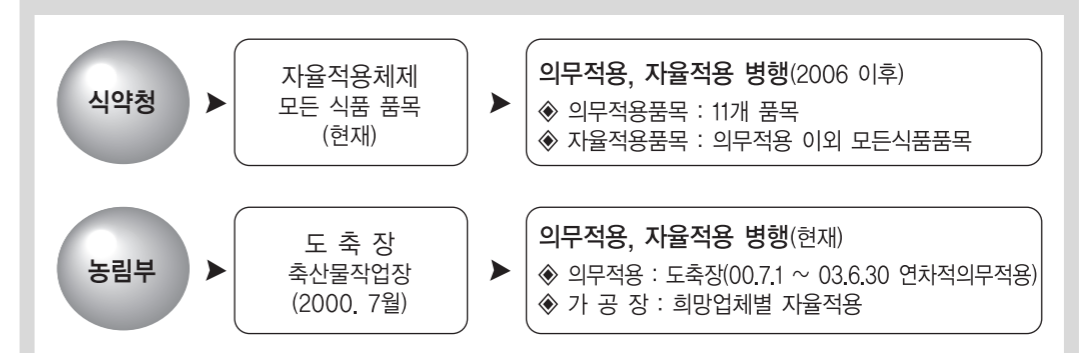 식약청
자율적용체제
모든 식품 품목
(현재)
의무적용, 자율적용 병행(2006 이후)
◈ 의무적용품목 : 11개 품목
◈ 자율적용품목 : 의무적용 이외 모든식품품목
농림부
도 축 장
축산물작업장
(2000. 7월)
의무적용, 자율적용 병행(현재)
◈ 의무적용 : 도축장(00.7.1 ~ 03.6.30 연차적의무적용)
◈ 가 공 장 : 희망업체별 자율적용